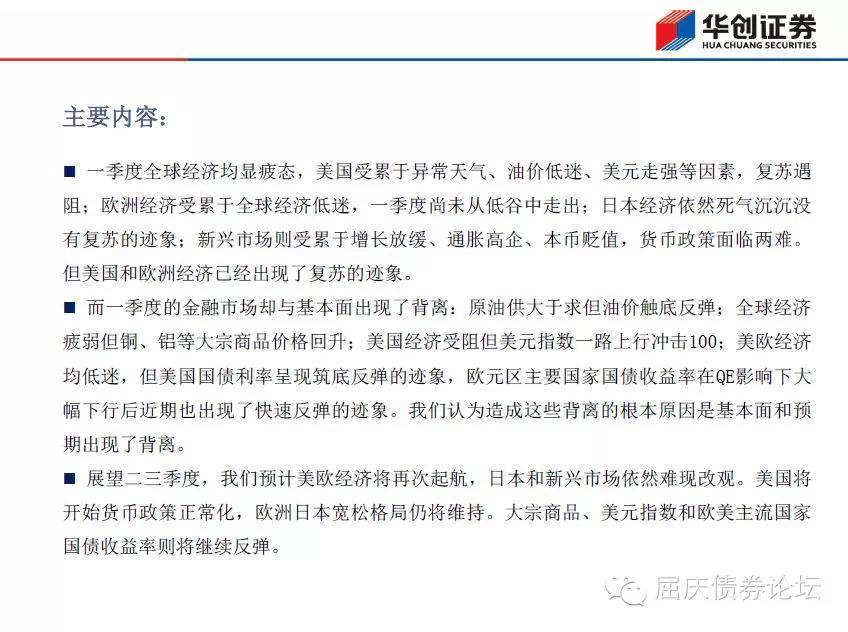 华创证券
HUA CHUANG SECURITIES
主要内容：
■ 一季度全球经济均显疲态，美国受累于异常天气、油价低迷、美元走强等因素，复苏遇
阻；欧洲经济受累于全球经济低迷，一季度尚未从低谷中走出；日本经济依然死气沉沉没
有复苏的迹象；新兴市场则受累于增长放缓、通胀高企、本币贬值，货币政策面临两难。
但美国和欧洲经济已经出现了复苏的迹象。
■ 而一季度的金融市场却与基本面出现了背离：原油供大于求但油价触底反弹；全球经济
疲弱但铜、铝等大宗商品价格回升；美国经济受阻但美元指数一路上行冲击100；美欧经济
均低迷，但美国国债利率呈现筑底反弹的迹象，欧元区主要国家国债收益率在QE影响下大
幅下行后近期也出现了快速反弹的迹象。我们认为造成这些背离的根本原因是基本面和预
期出现了背离。
■ 展望二三季度，我们预计美欧经济将再次起航，日本和新兴市场依然难现改观。美国将
开始货币政策正常化，欧洲日本宽松格局仍将维持。大宗商品、美元指数和欧美主流国家
国债收益率则将继续反弹。
屈庆债券论坛